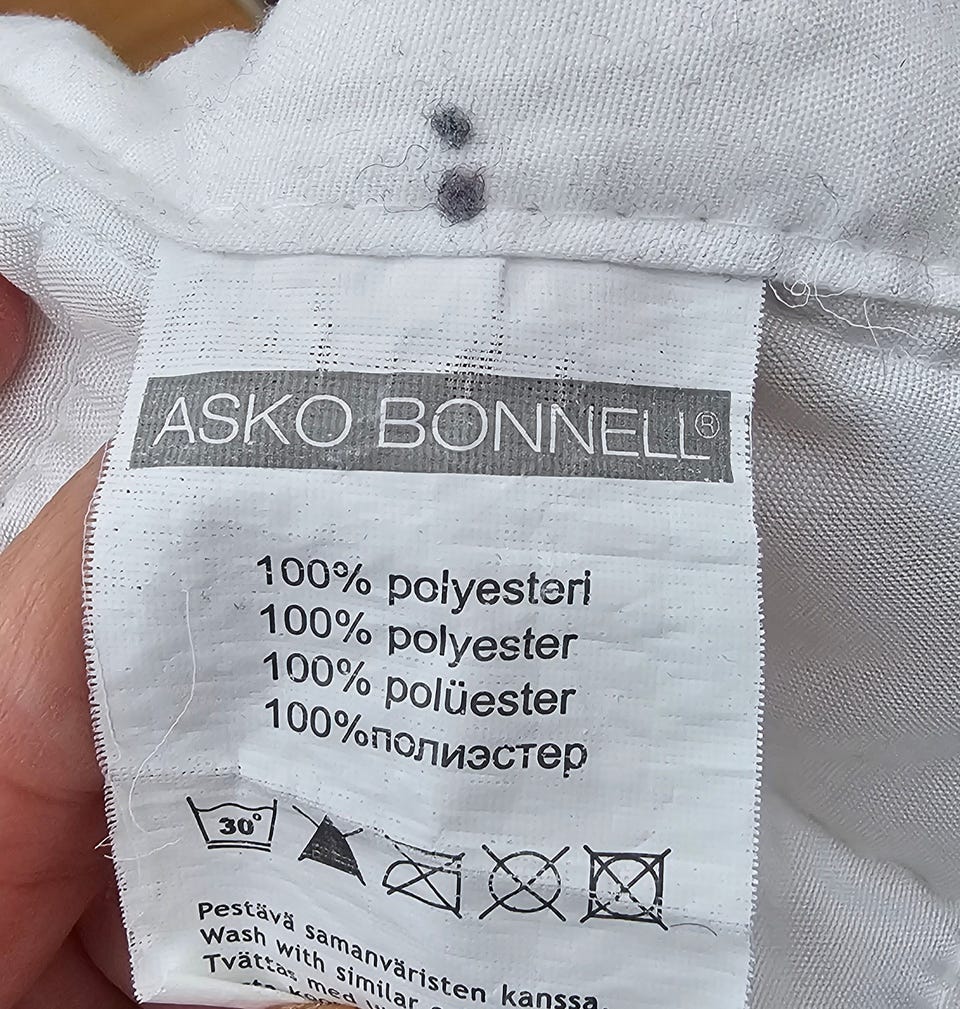 ASKO BONNELL®
100% polyesteri
100% polyester
100% polüester
100%полиэстер
30°
Pestävä samanväristen kanssa.
Wash with similar
Tvättas med